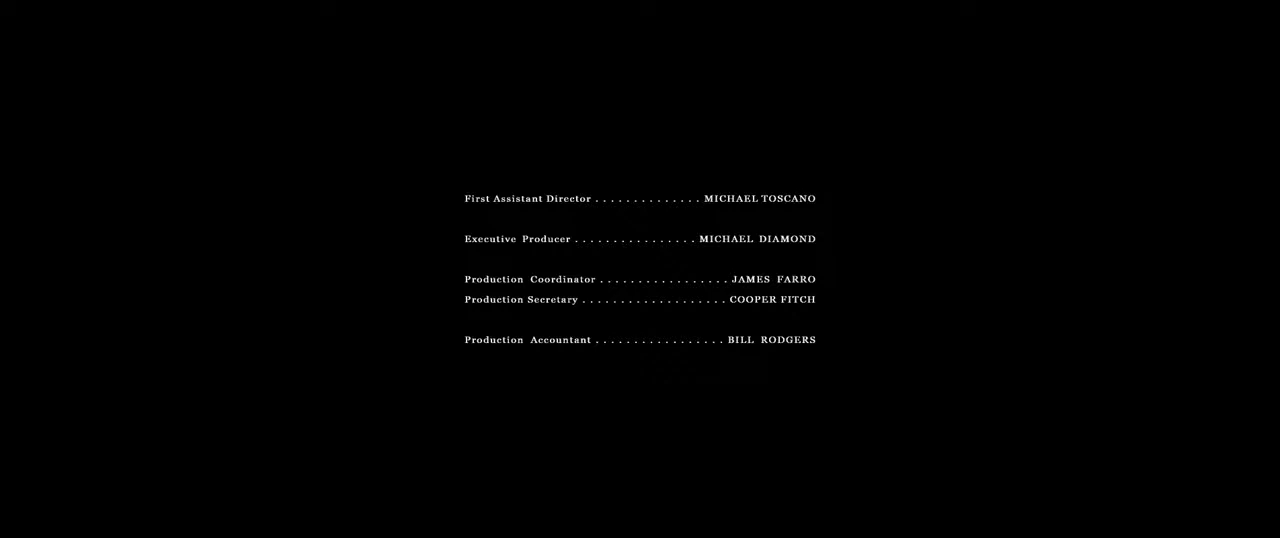 First Assistant Director . . . . . . . . . . . . . . MICHAEL TOSCANO
Executive Producer . . . . . . . . . . . . . . . . MICHAEL DIAMOND
Production Coordinator . . . . . . . . . . . . . . . . . JAMES FARRO
Production Secretary . . . . . . . . . . . . . . . . . . . COOPER FITCH
Production Accountant . . . . . . . . . . . . . . . . . BILL RODGERS